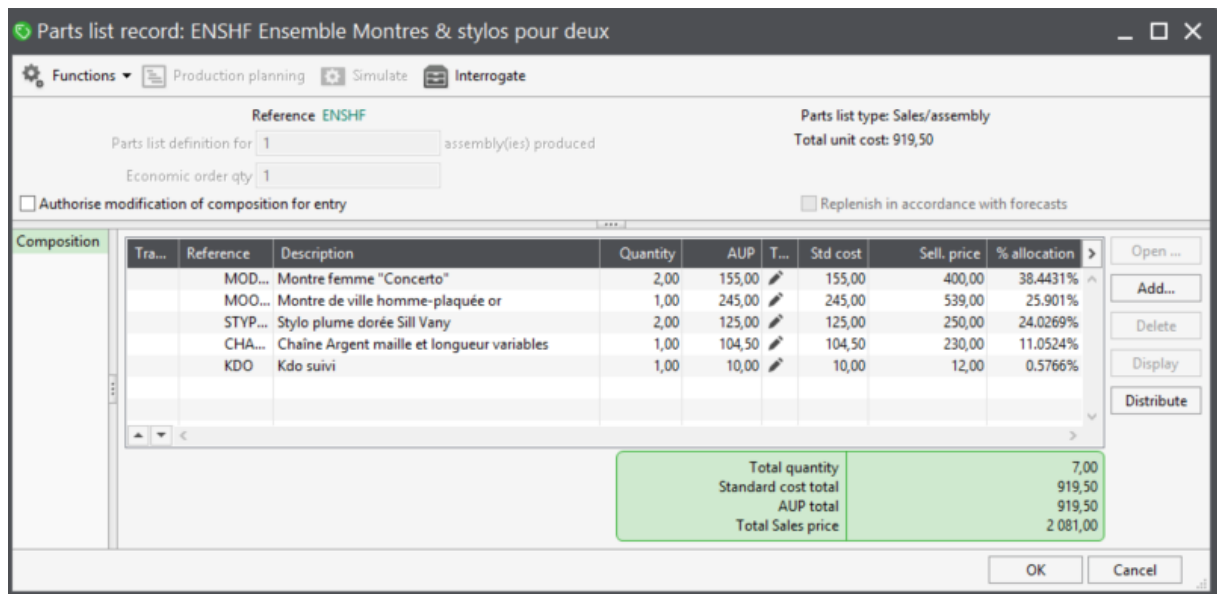 Parts list record: ENSHF Ensemble Montres & stylos pour deux
Functions Production planning Simulate Interrogate
Reference ENSHF Parts list type: Sales/assembly
Parts list definition for 1 assembly(ies) produced Total unit cost: 919,50
Economic order qty 1
Authorise modification of composition for entry Replenish in accordance with forecasts
Composition
Tra... Reference Description Quantity AUP T... Std cost Sell. price % allocation Open ...
MOD... Montre femme "Concerto" 2,00 155,00 155,00 400,00 38.4431%
Add...
MOO... Montre de ville homme-plaquée or 1,00 245,00 245,00 539,00 25.901%
STYP... Stylo plume dorée Sill Vany 2,00 125,00 125,00 250,00 24.0269% Delete
CHA... Chaîne Argent maille et longueur variables 1,00 104,50 104,50 230,00 11.0524%
KDO Kdo suivi 1,00 10,00 10,00 12,00 0.5766% Display
Distribute
Total quantity 7,00
Standard cost total 919,50
AUP total 919,50
Total Sales price 2 081,00
OK Cancel